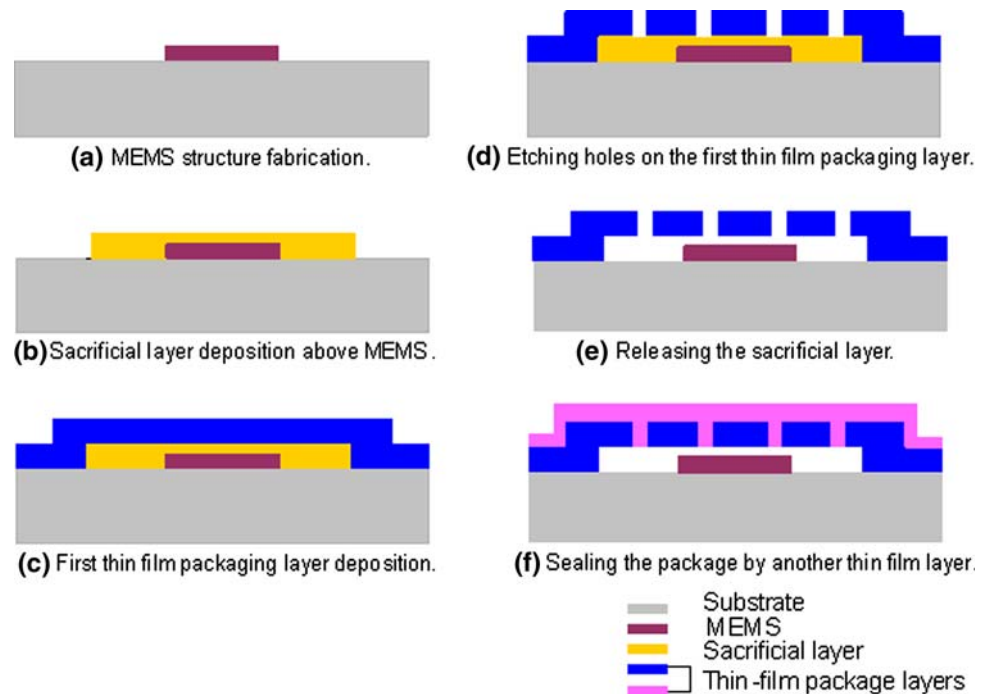 (a) MEMS structure fabrication.
(b) Sacrificial layer deposition above MEMS.
(c) First thin film packaging layer deposition.
(d) Etching holes on the first thin film packaging layer.
(e) Releasing the sacrificial layer.
(f) Sealing the package by another thin film layer.
Substrate
MEMS
Sacrificial layer
Thin-film package layers